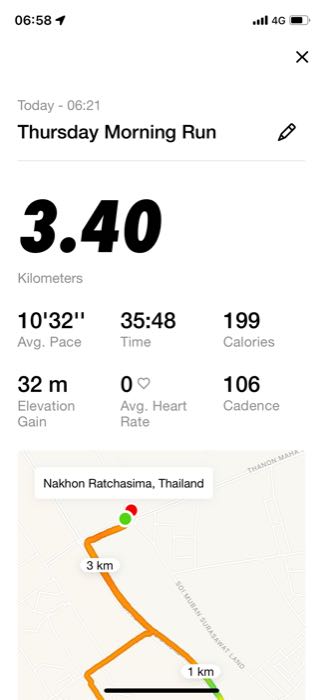 06:58
4G
Today - 06:21
Thursday Morning Run
3.40
Kilometers
10'32''
35:48
199
Avg. Pace
Time
Calories
32 m
0
106
Elevation Gain
Avg. Heart Rate
Cadence
THANON MAHA
Nakhon Ratchasima, Thailand
3 km
SOI MUBAN SURASAWAT LAND
1 km